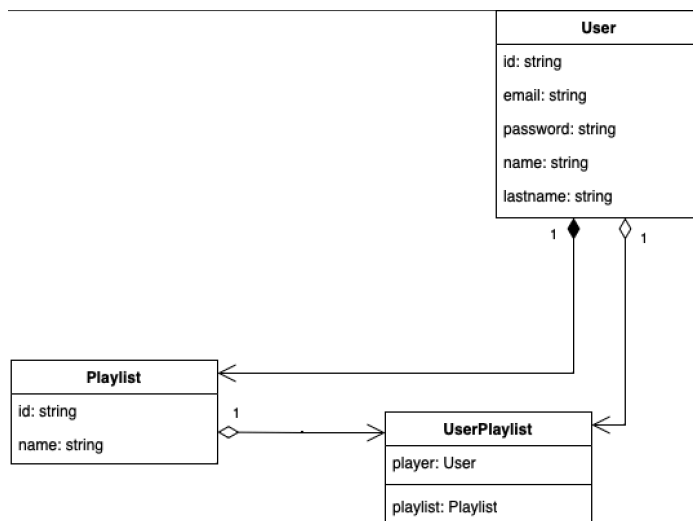 User
id: string
email: string
password: string
name: string
lastname: string
1
1
Playlist
id: string
name: string
1
UserPlaylist
player: User
playlist: Playlist